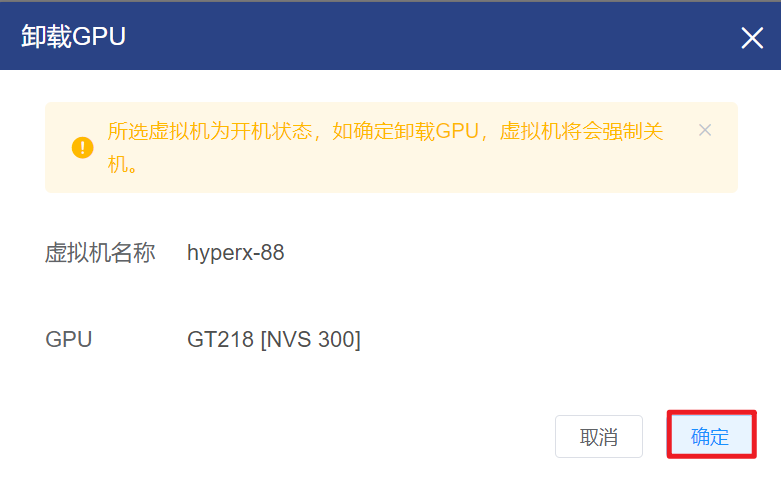 卸载GPU
所选虚拟机为开机状态，如确定卸载GPU，虚拟机将会强制关
机。
虚拟机名称 hyperx-88
GPU GT218 [NVS 300]
取消 确定